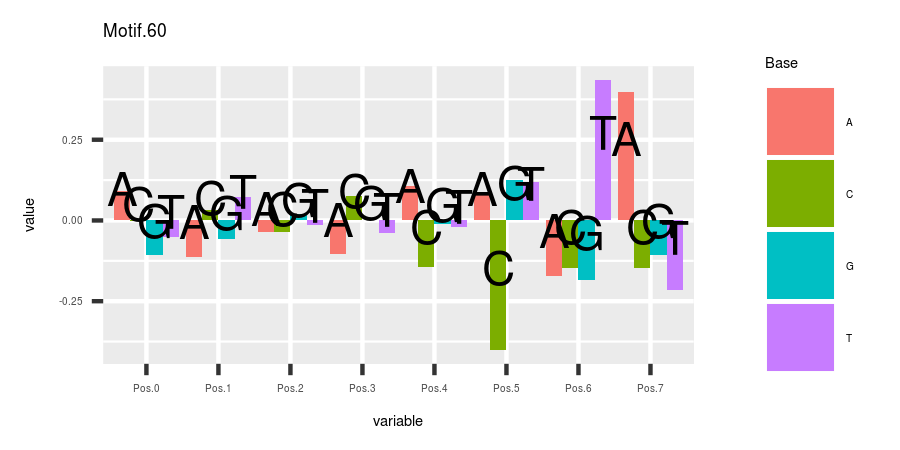 Motif.60
Base
A
C
G
T
value
0.25
0.00
-0.25
A
C
G
T
A
C
G
T
A
C
G
T
A
C
G
T
A
C
G
T
A
C
G
T
A
C
G
T
A
C
G
T
Pos.0 Pos.1 Pos.2 Pos.3 Pos.4 Pos.5 Pos.6 Pos.7
variable